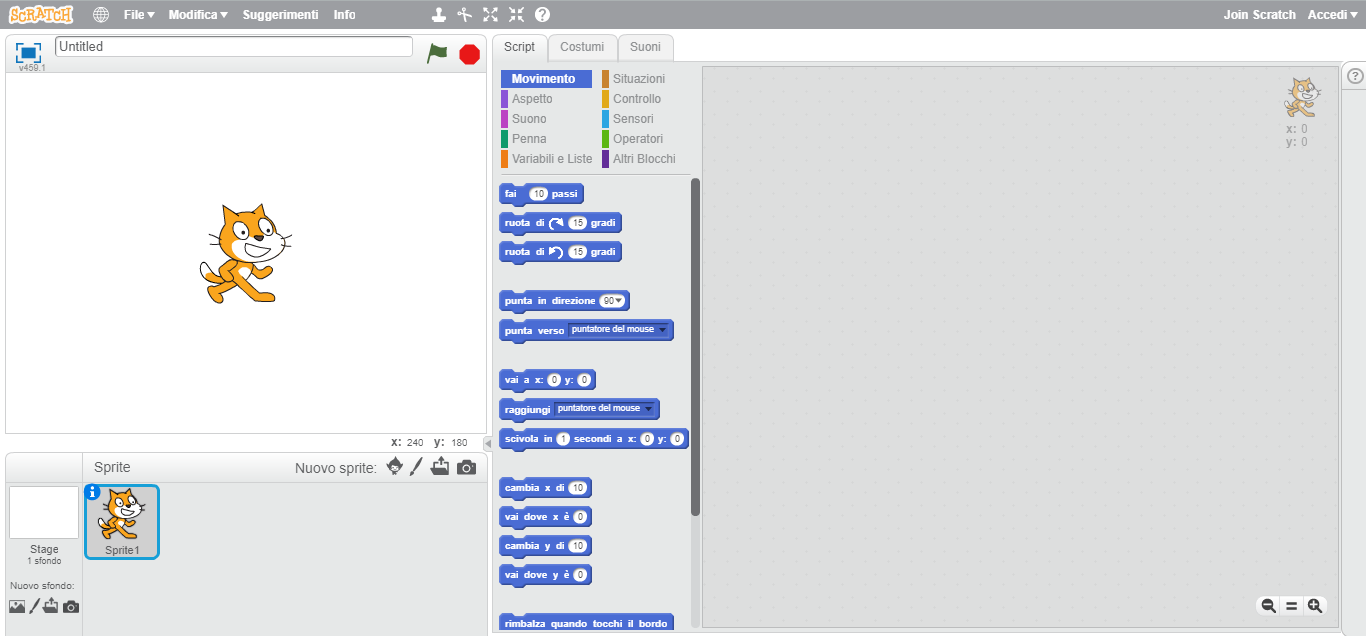 SCRATCH File Modifica Suggerimenti Info Join Scratch Accedi
Untitled
v459.1
Script Costumi Suoni
Movimento Situazioni
Aspetto Controllo
Suono Sensori
Penna Operatori
Variabili e Liste Altri Blocchi
fai 10 passi
ruota di 15 gradi
ruota di 15 gradi
punta in direzione 90
punta verso puntatore del mouse
vai a x: 0 y: 0
raggiungi puntatore del mouse
scivola in 1 secondi a x: 0 y: 0
cambia x di 10
vai dove x è 0
cambia y di 10
vai dove y è 0
rimbalza quando tocchi il bordo
x: 0
y: 0
x: 240 y: 180
Sprite Nuovo sprite:
Stage
1 sfondo
Nuovo sfondo:
Sprite1